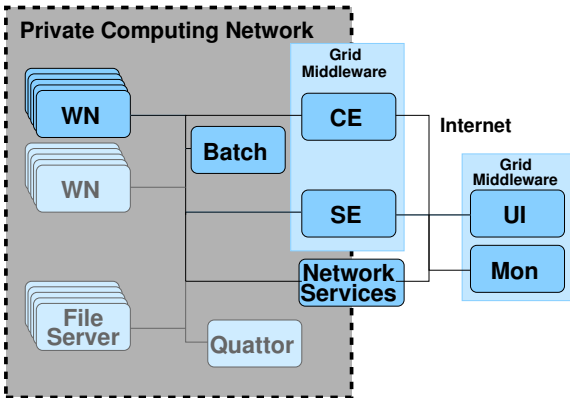 Private Computing Network
Grid
Middleware
WN
CE
Internet
Batch
WN
Grid
Middleware
SE
UI
Network
Services
Mon
File
Server
Quattor